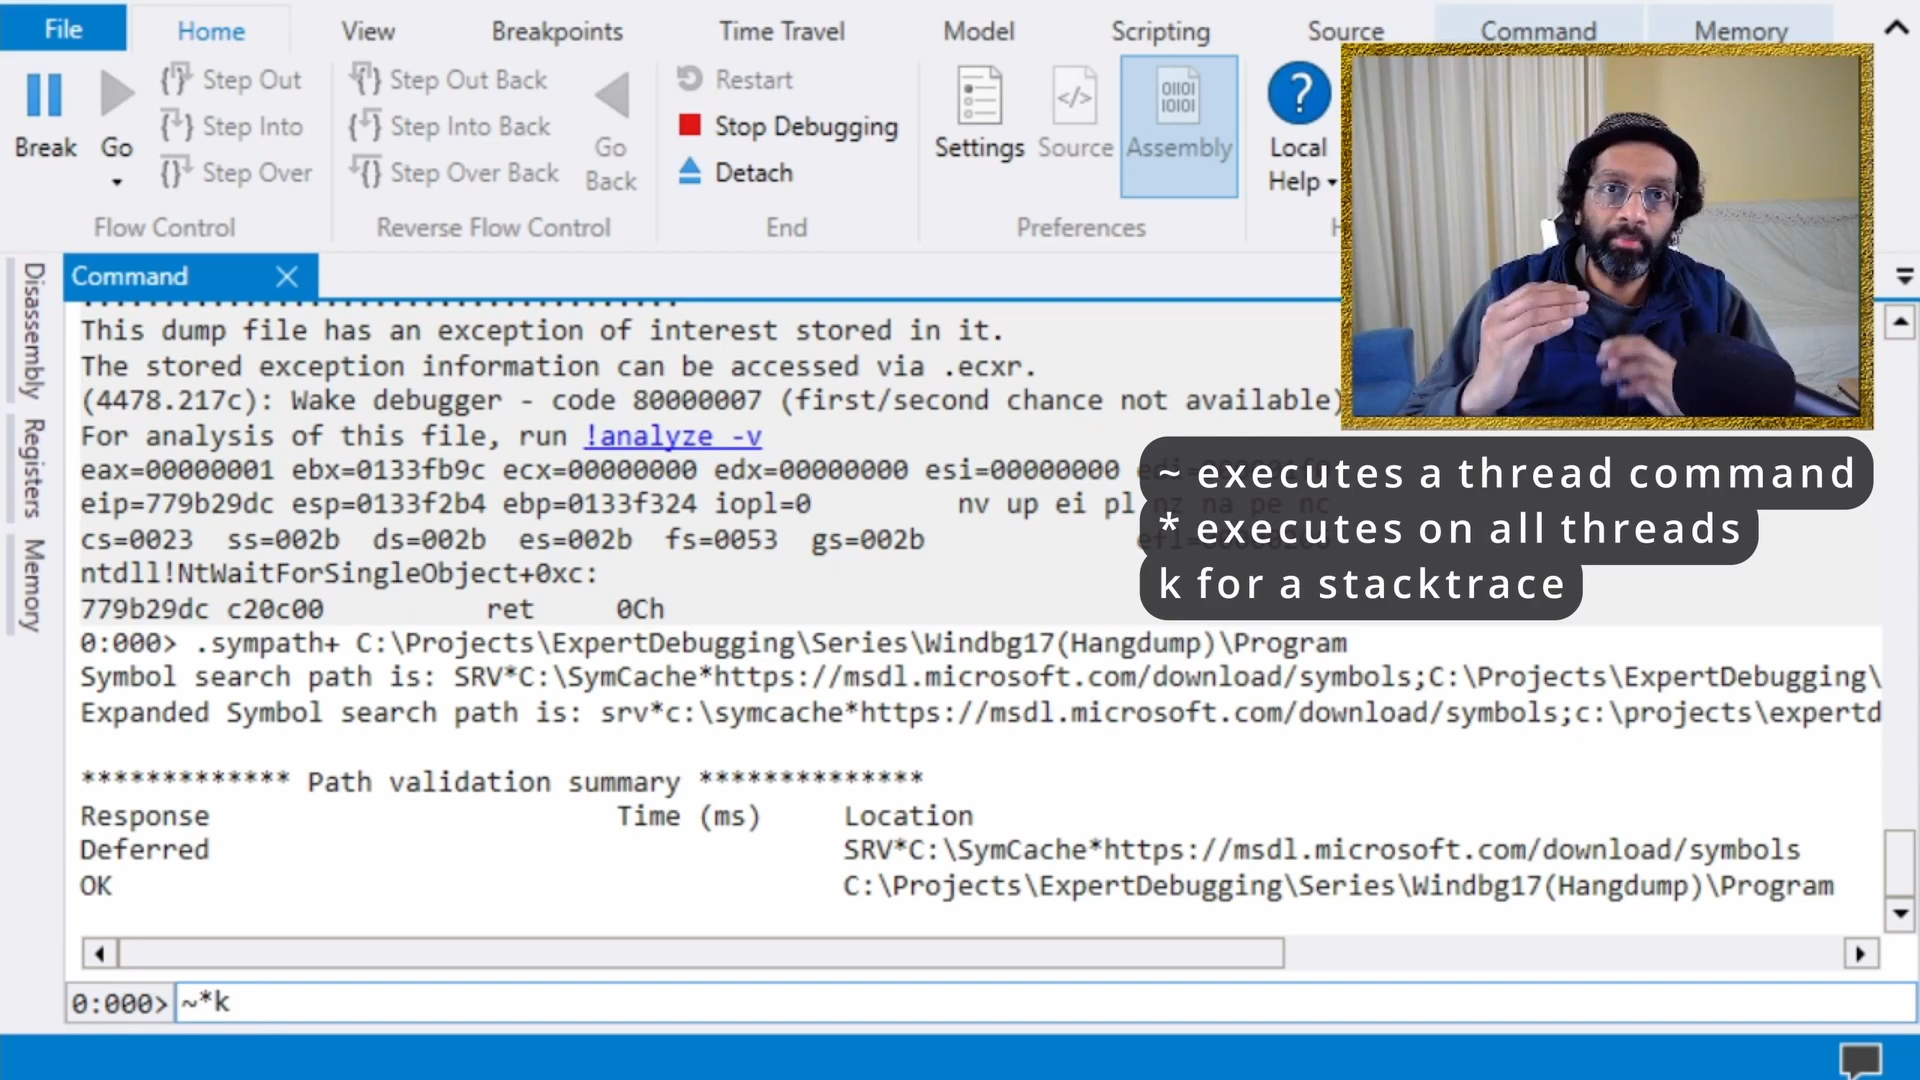 File Home View Breakpoints Time Travel Model Scripting Source Command Memory
Break Go Step Out Step Into Step Over
Step Out Back Step Into Back Step Over Back Go Back
Restart Stop Debugging Detach
Settings Source Assembly
Local Help
Flow Control Reverse Flow Control End Preferences
Disassembly
Registers
Memory
Command
This dump file has an exception of interest stored in it.
The stored exception information can be accessed via .ecxr.
(4478.217c): Wake debugger - code 80000007 (first/second chance not available)
For analysis of this file, run !analyze -v
eax=00000001 ebx=0133fb9c ecx=00000000 edx=00000000 esi=00000000
eip=779b29dc esp=0133f2b4 ebp=0133f324 iopl=0 nv up ei pl nz na pe nc
cs=0023 ss=002b ds=002b es=002b fs=0053 gs=002b
ntdll!NtWaitForSingleObject+0xc:
779b29dc c20c00 ret 0Ch
0:000> .sympath+ C:\Projects\ExpertDebugging\Series\Windbg17(Hangdump)\Program
Symbol search path is: SRV*C:\SymCache*https://msdl.microsoft.com/download/symbols;C:\Projects\ExpertDebugging\
Expanded Symbol search path is: srv*c:\symcache*https://msdl.microsoft.com/download/symbols;c:\projects\expertd
************* Path validation summary **************
Response Time (ms) Location
Deferred SRV*C:\SymCache*https://msdl.microsoft.com/download/symbols
OK C:\Projects\ExpertDebugging\Series\Windbg17(Hangdump)\Program
0:000> ~*k
~ executes a thread command
* executes on all threads
k for a stacktrace